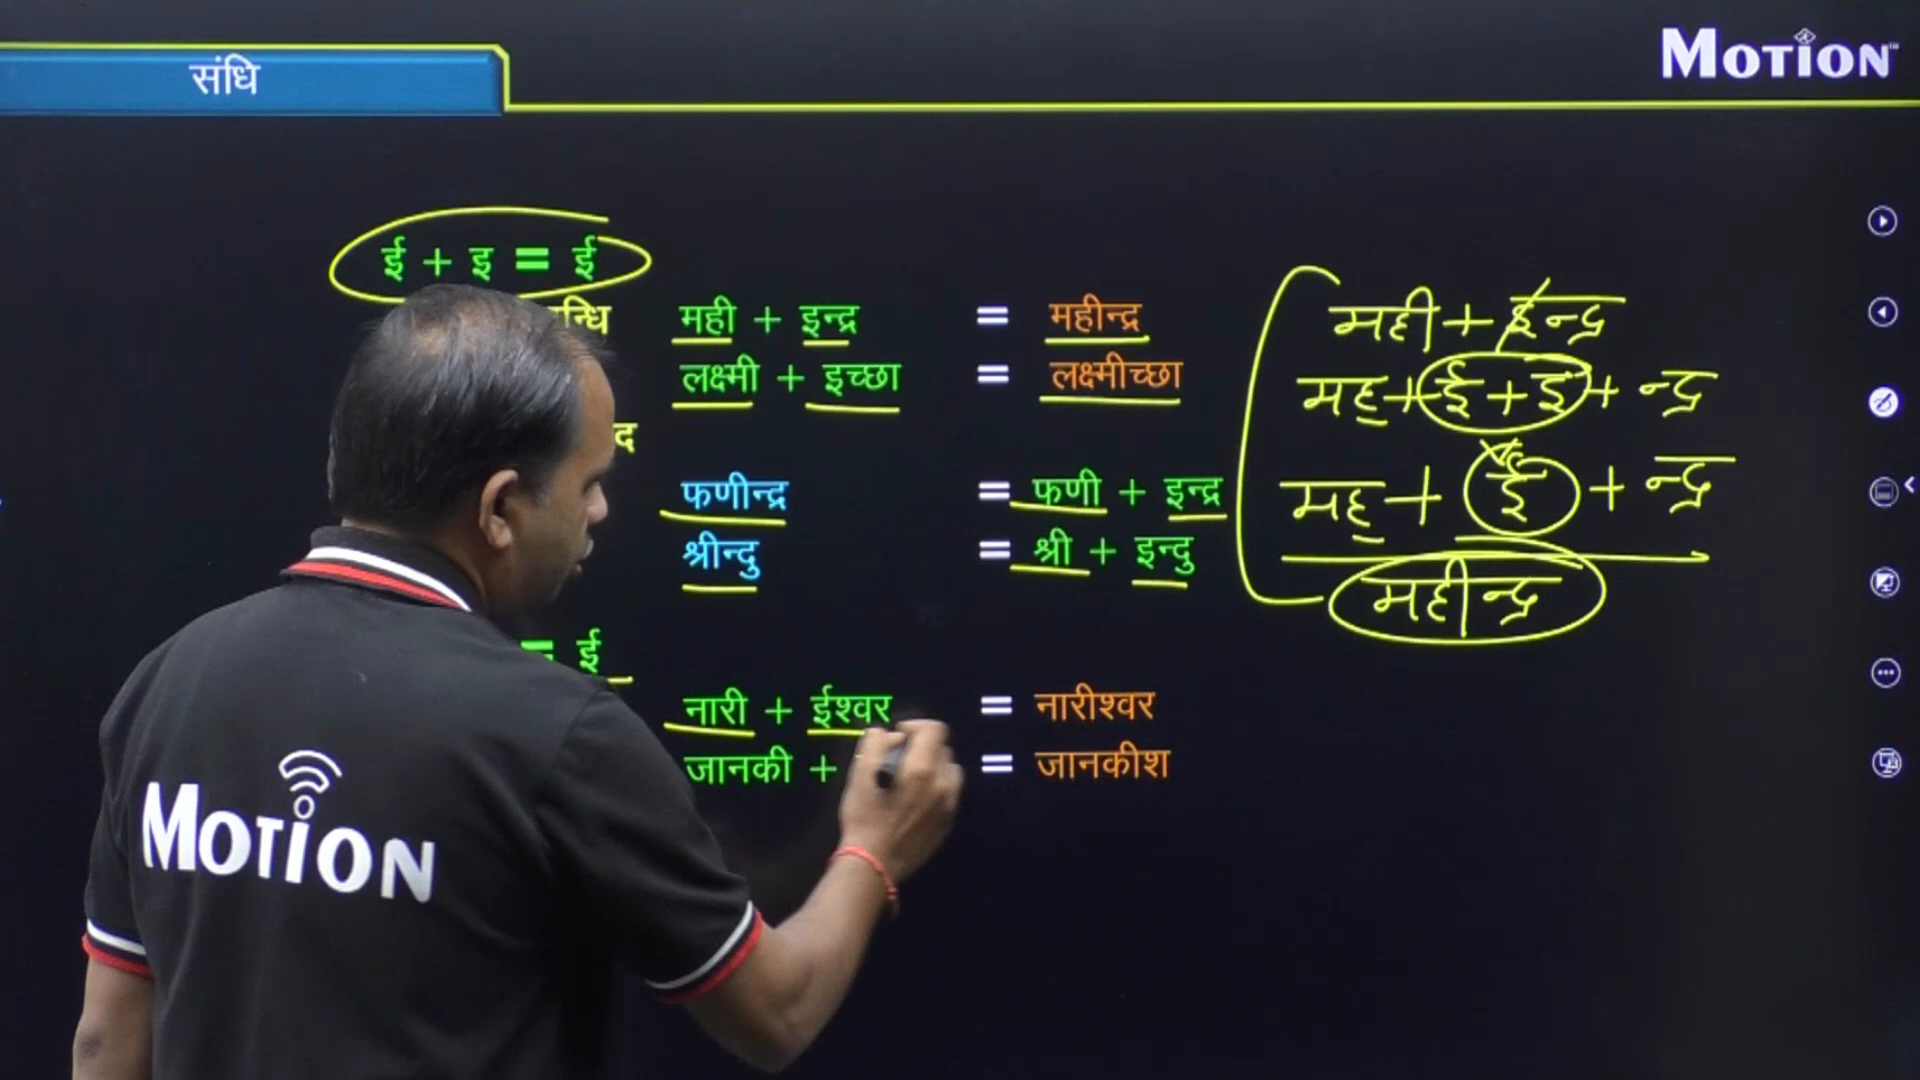 संधि
MOTION™
ई + इ = ई
न्धि मही + इन्द्र = महीन्द्र
लक्ष्मी + इच्छा = लक्ष्मीच्छा
द
फणीन्द्र = फणी + इन्द्र
श्रीन्दु = श्री + इन्दु
= ई
नारी + ईश्वर = नारीश्वर
जानकी + = जानकीश
मही + इन्द्र
मह् + ई + इ + न्द्र
मह् + ई + न्द्र
महीन्द्र
MOTION